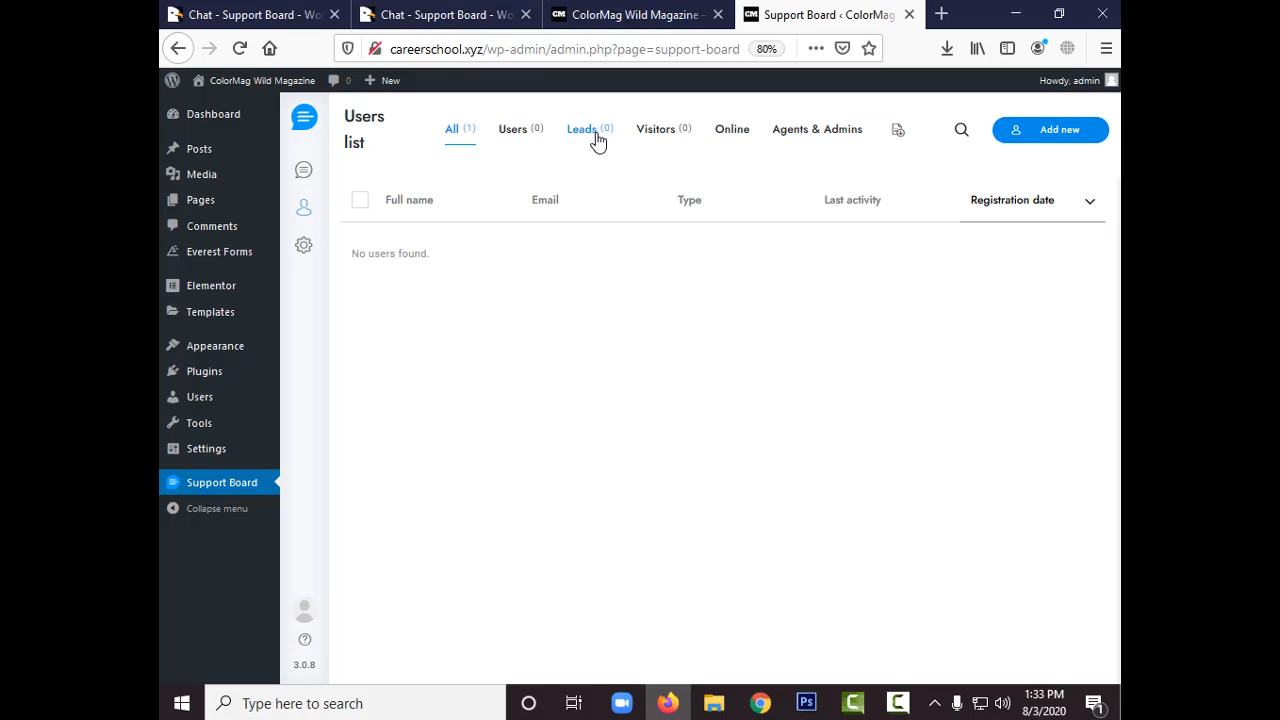 Chat - Support Board - Wo
Chat - Support Board - W
CM ColorMag Wild Magazine –
CM Support Board ‹ ColorMag
careerschool.xyz/wp-admin/admin.php?page=support-board
80%
ColorMag Wild Magazine
0
New
Howdy, admin
Dashboard
Posts
Media
Pages
Comments
Everest Forms
Elementor
Templates
Appearance
Plugins
Users
Tools
Settings
Support Board
Collapse menu
3.0.8
Users
list
All (1)
Users (0)
Leads (0)
Visitors (0)
Online
Agents & Admins
Add new
Full name
Email
Type
Last activity
Registration date
No users found.
Type here to search
Ps
1:33 PM
8/3/2020
1